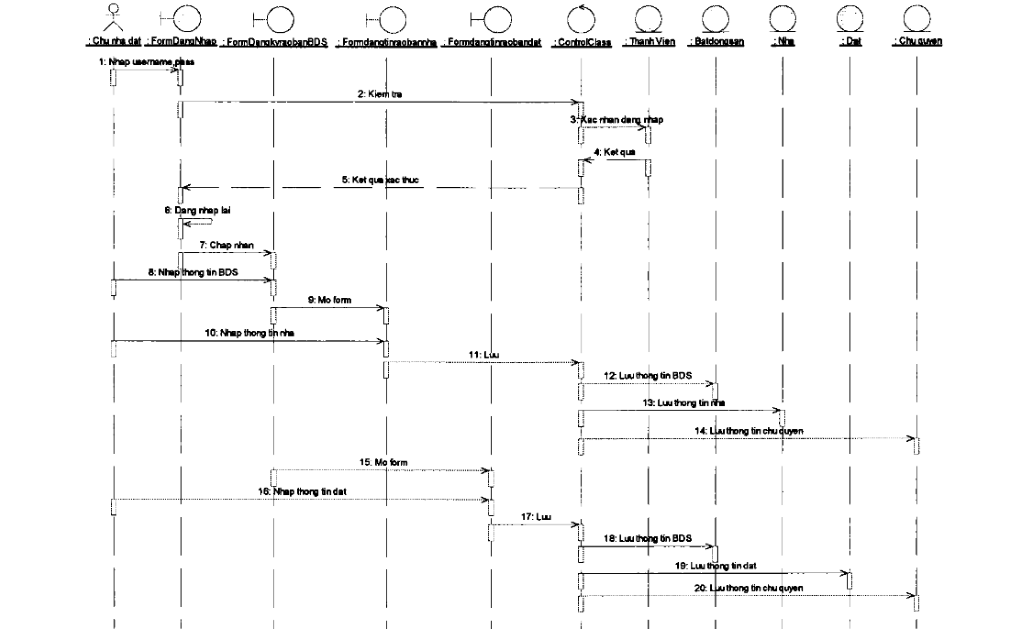 : Chu nha dat : FormDangNhap : FormDangkyraobanBDS : Formdangtinraobannha : Formdangtinraobandat : ControlClass : Thanh Vien : Batdongsan : Nha : Dat : Chu quyen
1: Nhap username,pass
2: Kiem tra
3: Xac nhan dang nhap
4: Ket qua
5: Ket qua xac thuc
6: Dang nhap lai
7: Chap nhan
8: Nhap thong tin BDS
9: Mo form
10: Nhap thong tin nha
11: Luu
12: Luu thong tin BDS
13: Luu thong tin nha
14: Luu thong tin chu quyen
15: Mo form
16: Nhap thong tin dat
17: Luu
18: Luu thong tin BDS
19: Luu thong tin dat
20: Luu thong tin chu quyen